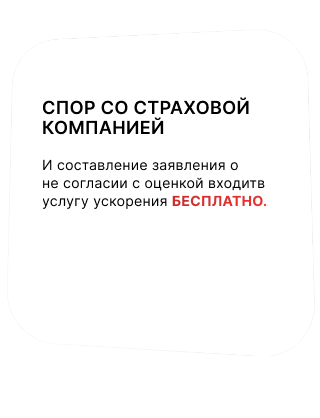 СПОР СО СТРАХОВОЙ
КОМПАНИЕЙ
И составление заявления о
не согласии с оценкой входитв
услугу ускорения БЕСПЛАТНО.